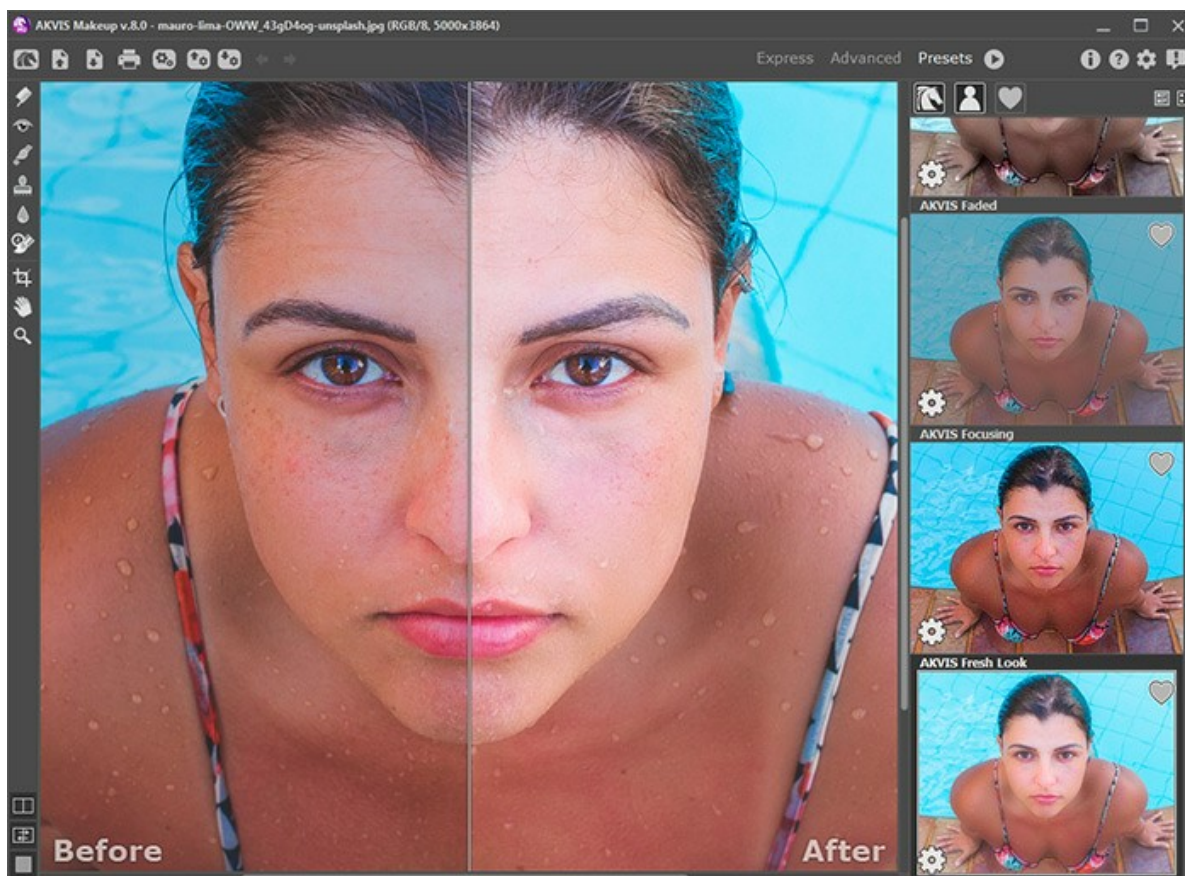 AKVIS Makeup v.8.0 - mauro-lima-OWW_43gD4og-unsplash.jpg (RGB/8, 5000x3864)
Express Advanced Presets
AKVIS Faded
AKVIS Focusing
AKVIS Fresh Look
Before
After